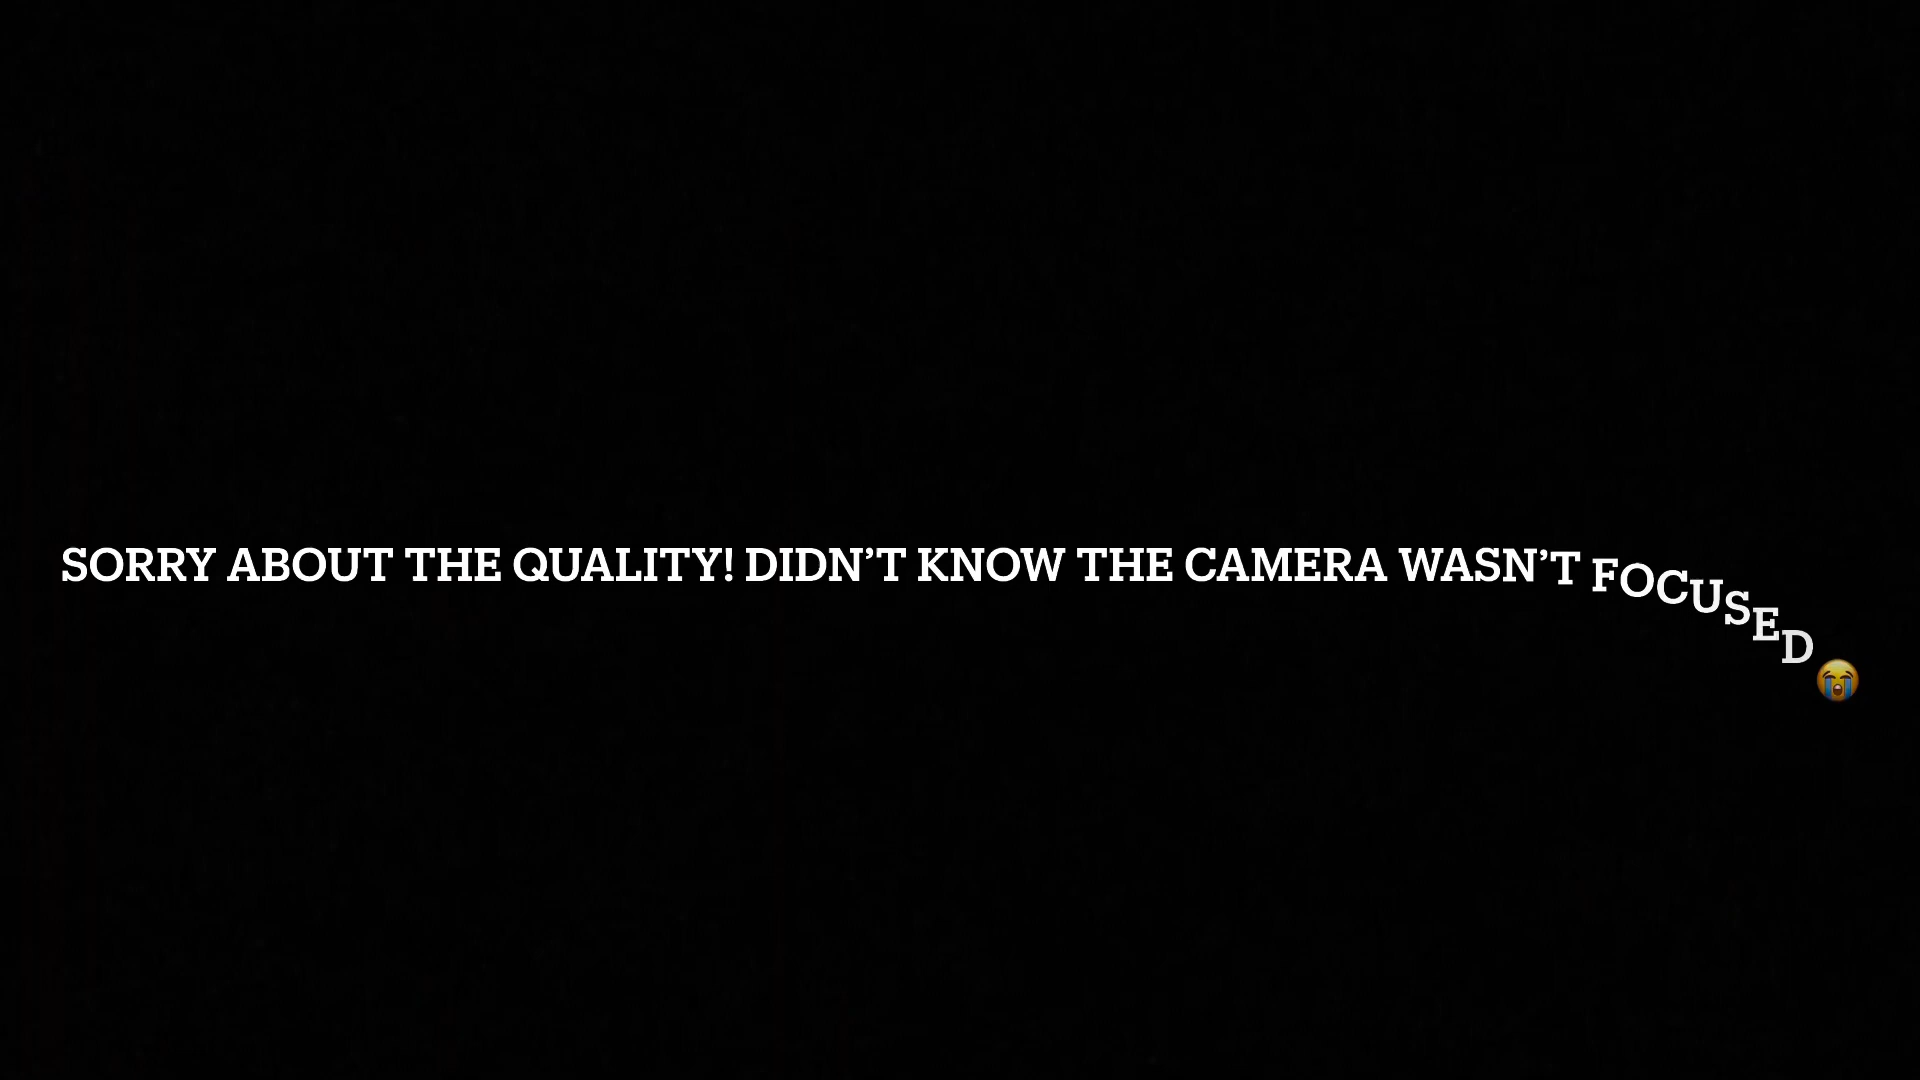 SORRY ABOUT THE QUALITY! DIDN’T KNOW THE CAMERA WASN’T FOCUSED 😭